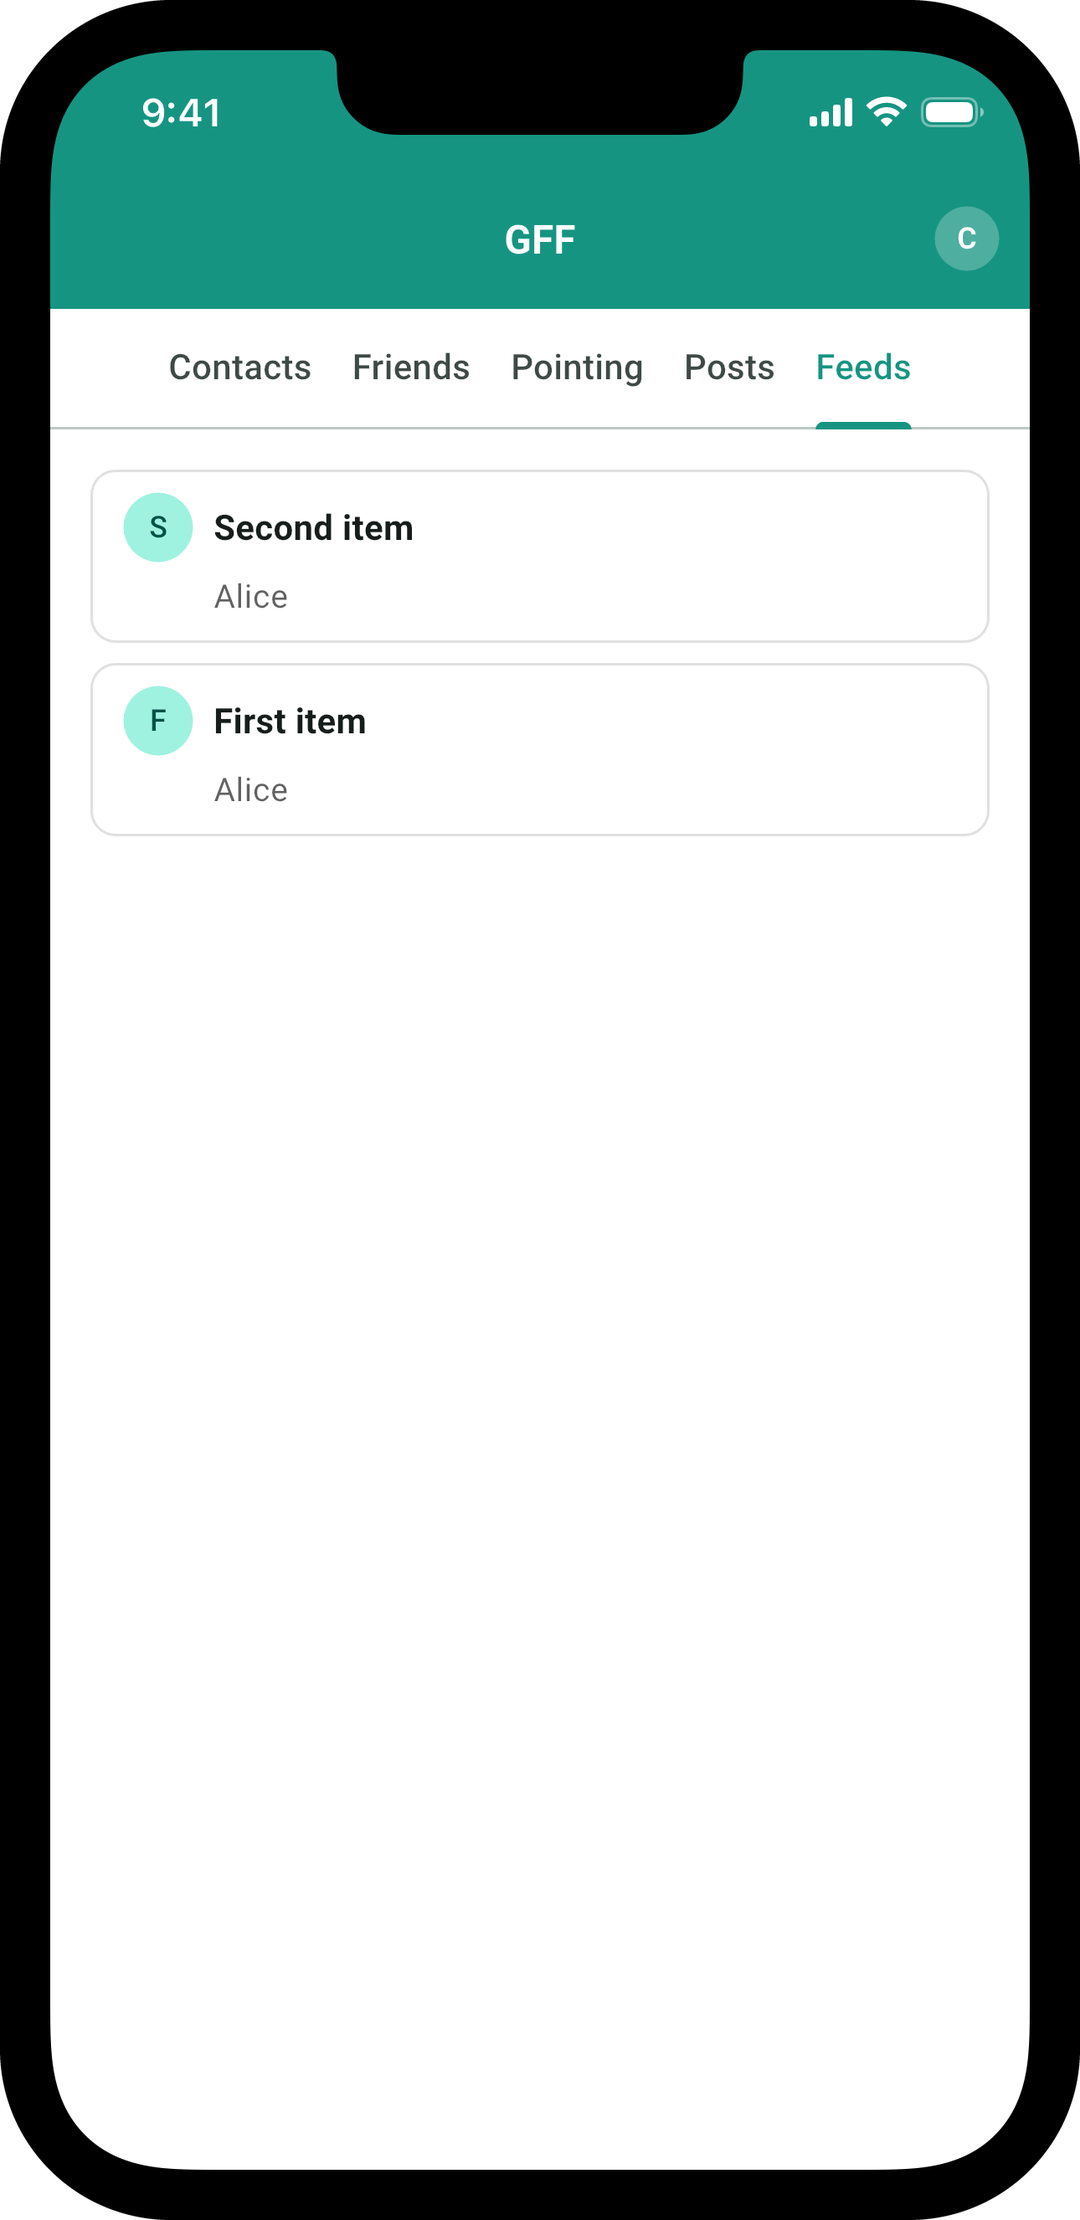 9:41
GFF
C
Contacts Friends Pointing Posts Feeds
S Second item
Alice
F First item
Alice